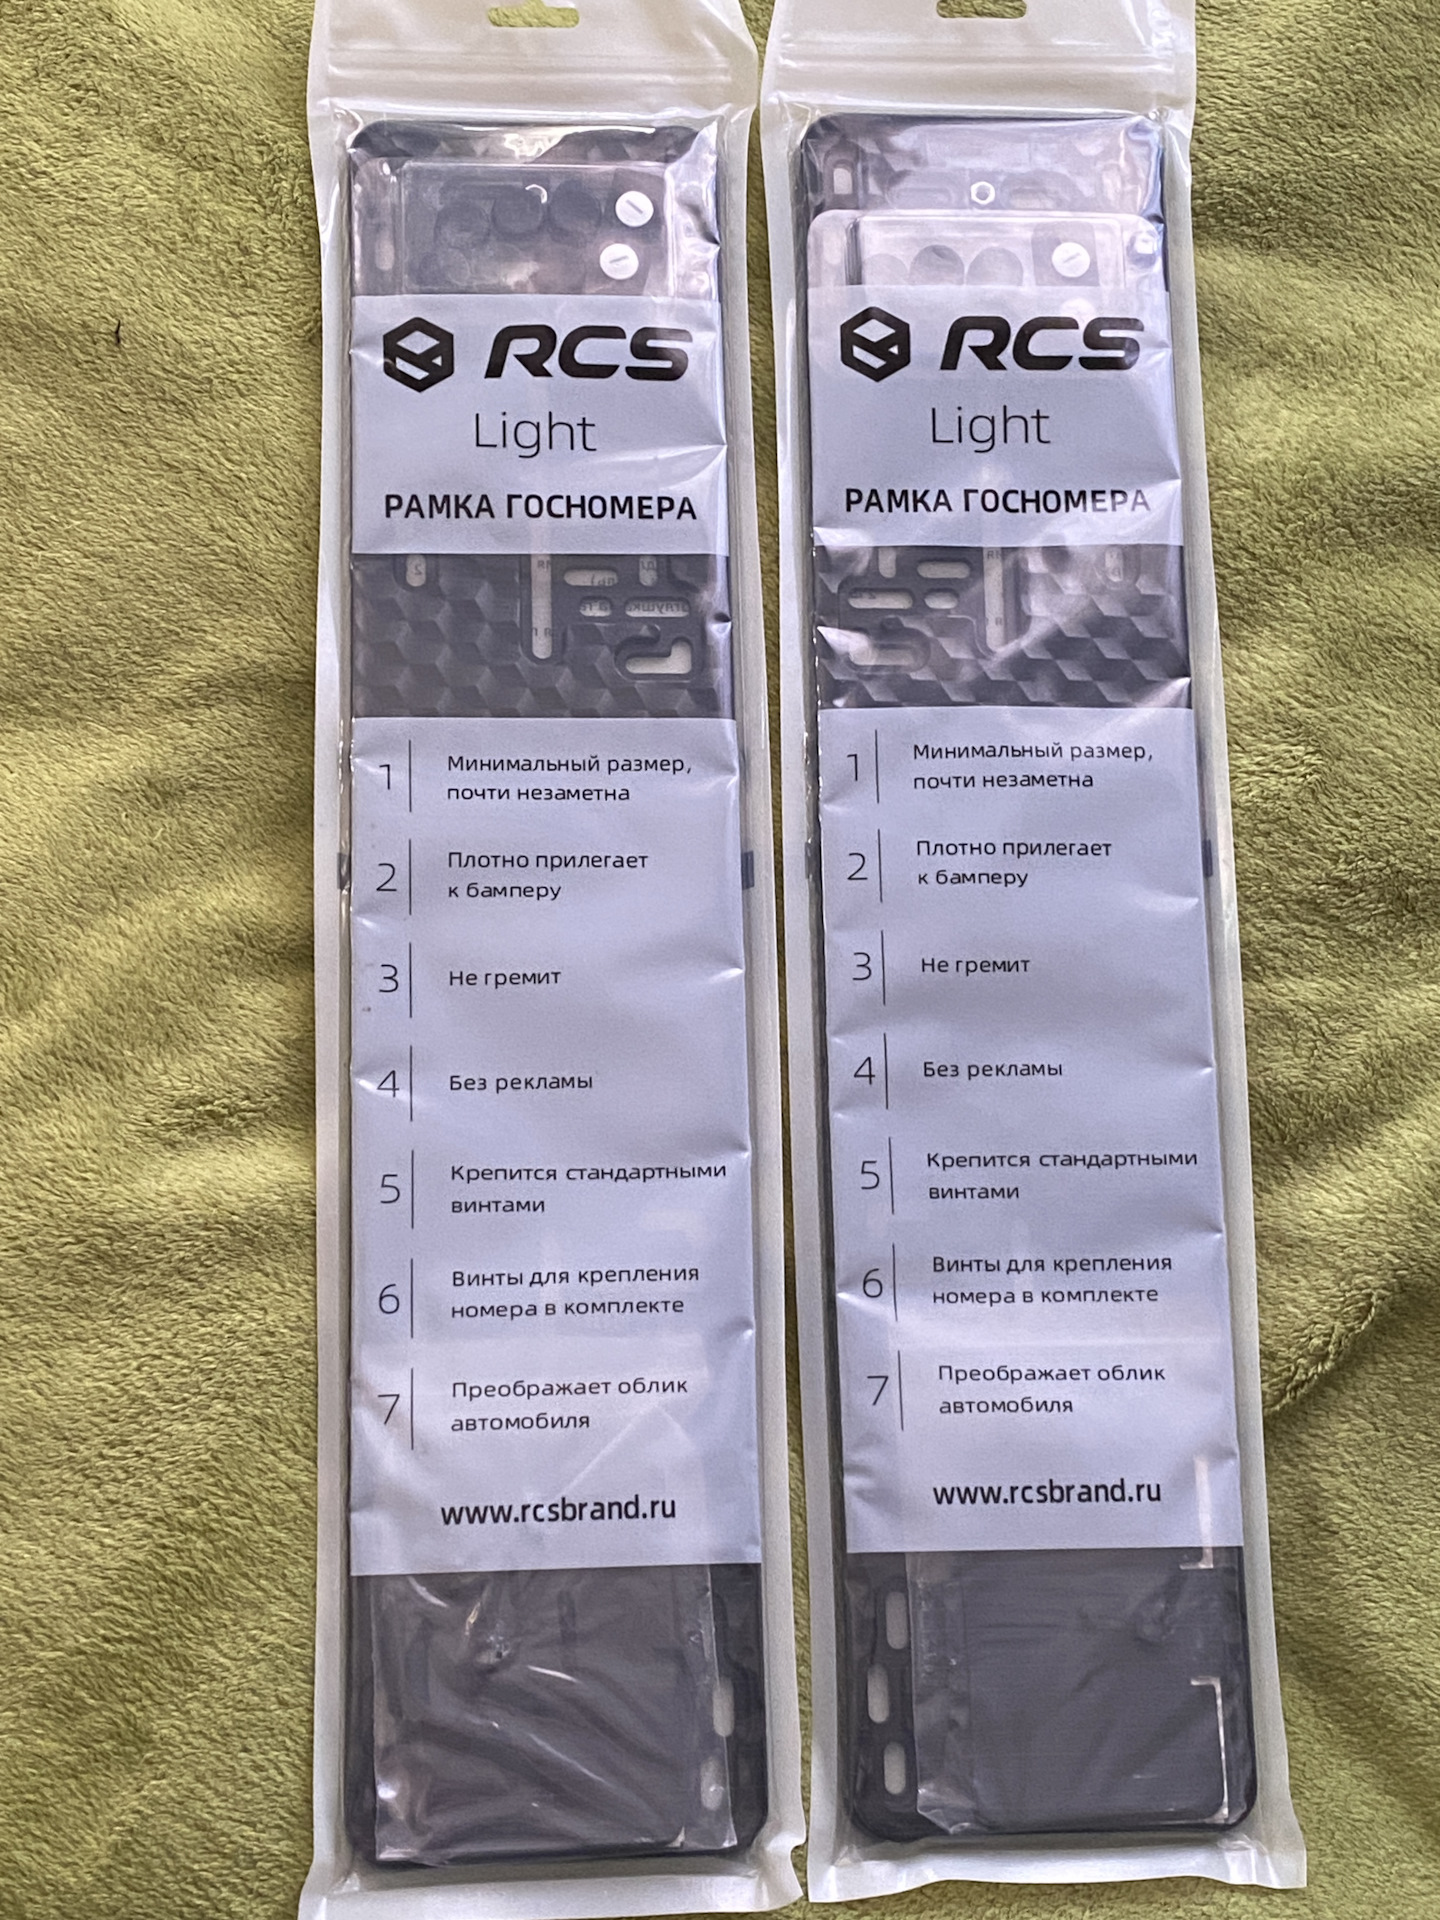 RCS
Light
РАМКА ГОСНОМЕРА
1
Минимальный размер,
почти незаметна
2
Плотно прилегает
к бамперу
3
Не гремит
4
Без рекламы
5
Крепится стандартными
винтами
6
Винты для крепления
номера в комплекте
7
Преображает облик
автомобиля
www.rcsbrand.ru
RCS
Light
РАМКА ГОСНОМЕРА
1
Минимальный размер,
почти незаметна
2
Плотно прилегает
к бамперу
3
Не гремит
4
Без рекламы
5
Крепится стандартными
винтами
6
Винты для крепления
номера в комплекте
7
Преображает облик
автомобиля
www.rcsbrand.ru